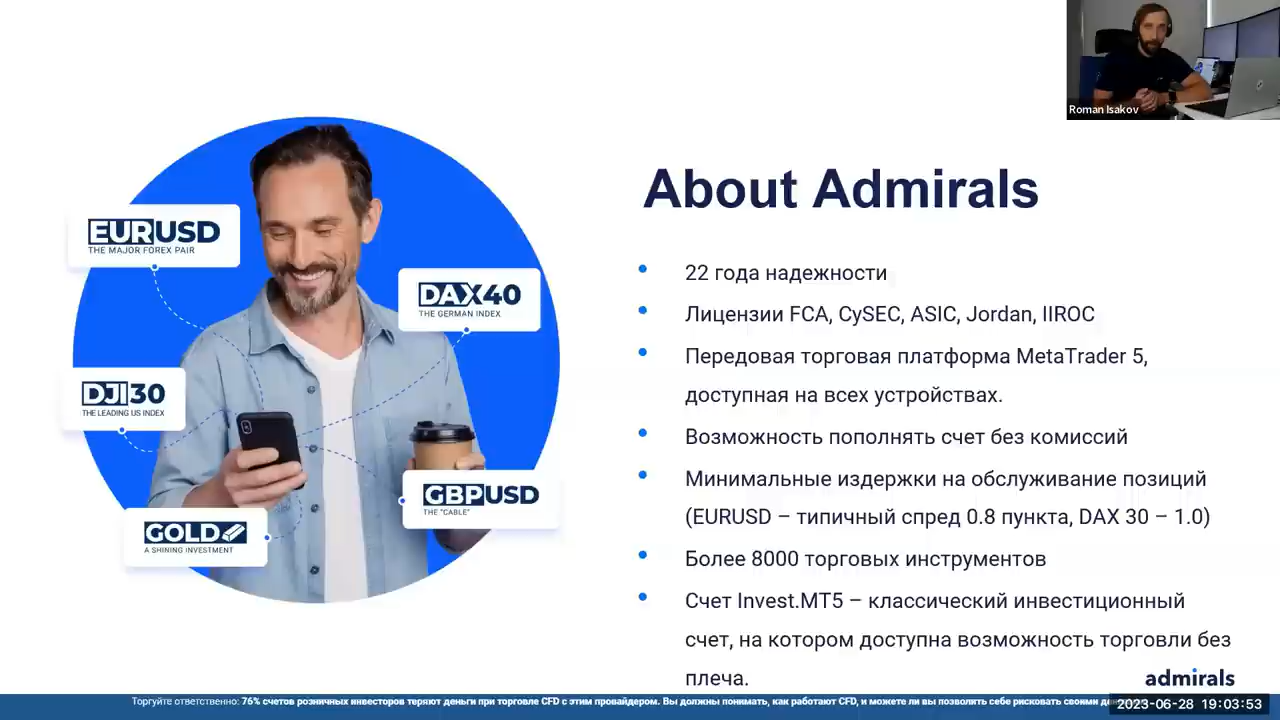 Roman Isakov
About Admirals
EURUSD
THE MAJOR FOREX PAIR
DAX40
THE GERMAN INDEX
DJI30
THE LEADING US INDEX
GBPUSD
THE "CABLE"
GOLD
A SHINING INVESTMENT
22 года надежности
Лицензии FCA, CySEC, ASIC, Jordan, IIROC
Передовая торговая платформа MetaTrader 5,
доступная на всех устройствах.
Возможность пополнять счет без комиссий
Минимальные издержки на обслуживание позиций
(EURUSD – типичный спред 0.8 пункта, DAX 30 – 1.0)
Более 8000 торговых инструментов
Счет Invest.MT5 – классический инвестиционный
счет, на котором доступна возможность торговли без
плеча.
admirals
Торгуйте ответственно: 76% счетов розничных инвесторов теряют деньги при торговле CFD с этим провайдером. Вы должны понимать, как работают CFD, и можете ли вы позволить себе рисковать своими
2023-06-28 19:03:53